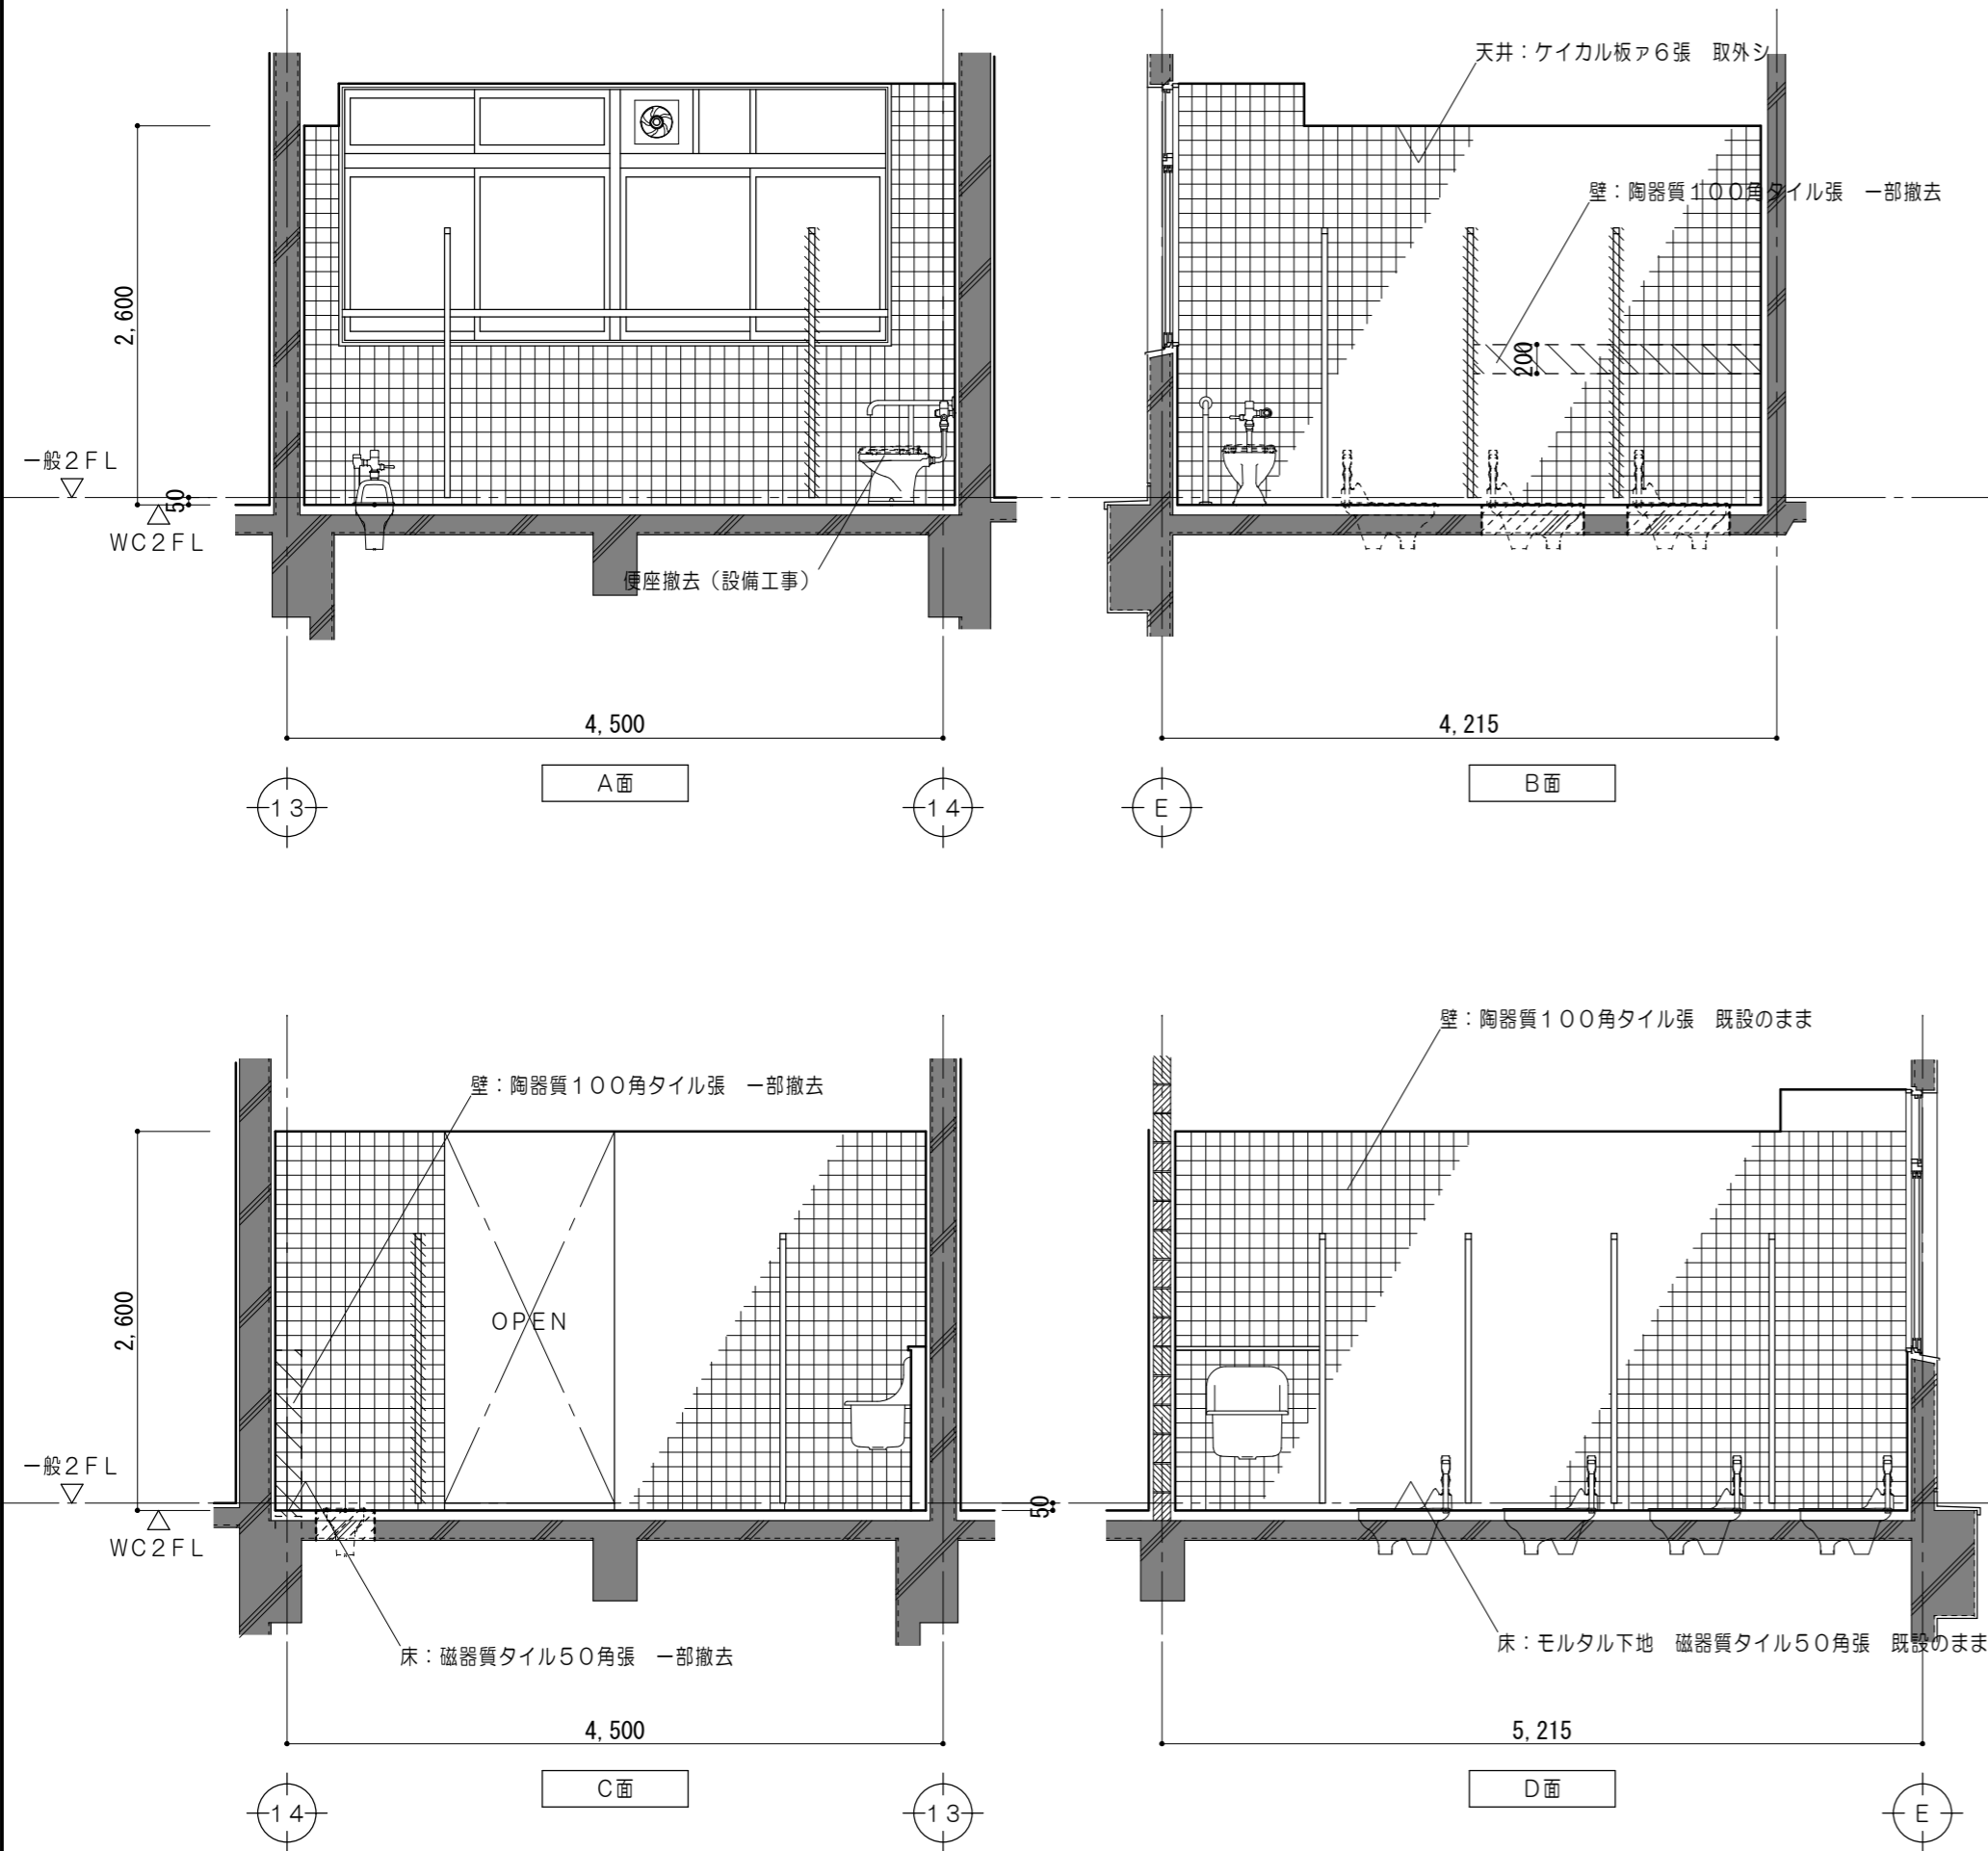 天井：ケイカル板ァ6張　取外シ
壁：陶器質１００角タイル張　一部撤去
2,600
200
一般２ＦＬ
50
ＷＣ２ＦＬ
便座撤去（設備工事）
4,500
4,215
Ａ面
Ｂ面
13
14
Ｅ
壁：陶器質１００角タイル張　既設のまま
壁：陶器質１００角タイル張　一部撤去
2,600
ＯＰＥＮ
一般２ＦＬ
50
ＷＣ２ＦＬ
床：磁器質タイル５０角張　一部撤去
床：モルタル下地　磁器質タイル５０角張　既設のまま
4,500
5,215
Ｃ面
Ｄ面
14
13
Ｅ